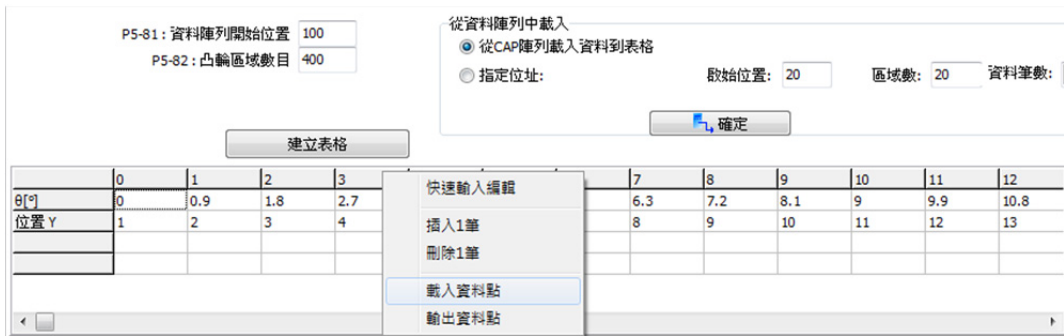 P5-81：資料陣列開始位置 100
P5-82：凸輪區域數目 400
建立表格
從資料陣列中載入
從CAP陣列載入資料到表格
指定位址: 啟始位置: 20 區域數: 20 資料筆數:
確定
0 1 2 3 7 8 9 10 11 12
θ[°] 0 0.9 1.8 2.7 6.3 7.2 8.1 9 9.9 10.8
位置 Y 1 2 3 4 8 9 10 11 12 13
快速輸入編輯
插入1筆
刪除1筆
載入資料點
輸出資料點